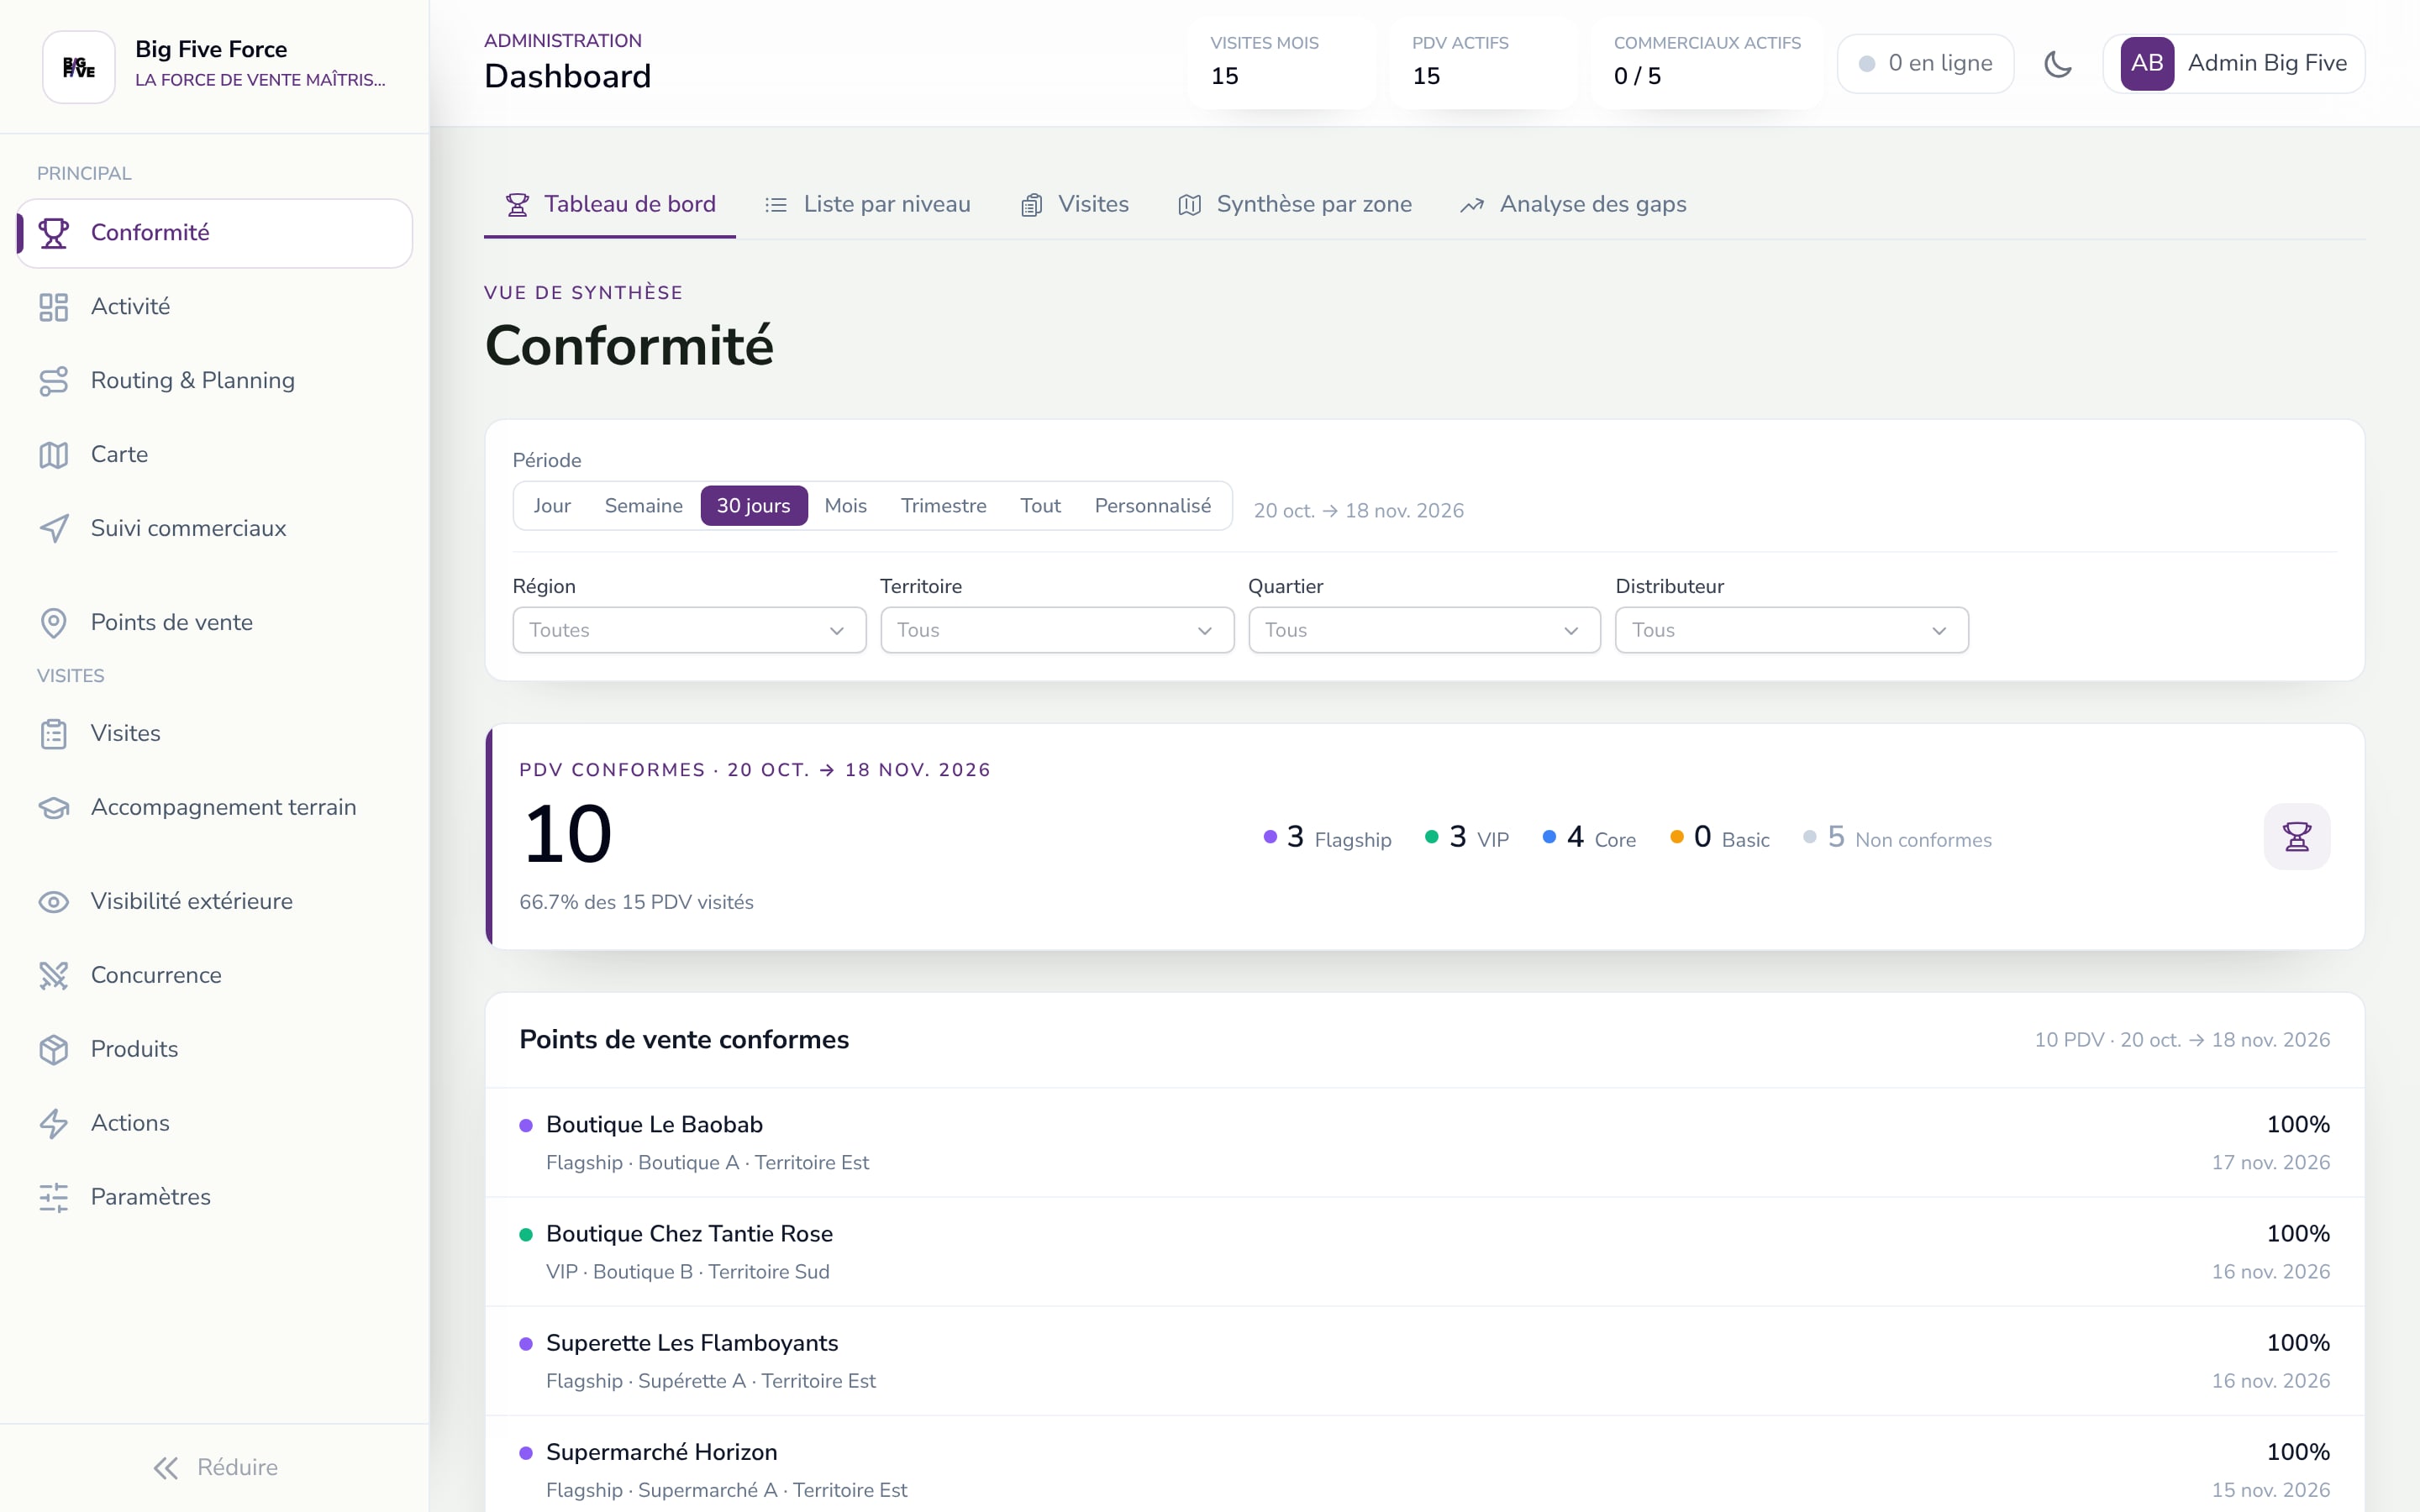 BIG FIVE
Big Five Force
LA FORCE DE VENTE MAÎTRIS...
PRINCIPAL
Conformité
Activité
Routing & Planning
Carte
Suivi commerciaux
Points de vente
VISITES
Visites
Accompagnement terrain
Visibilité extérieure
Concurrence
Produits
Actions
Paramètres
Réduire
ADMINISTRATION
Dashboard
VISITES MOIS
15
PDV ACTIFS
15
COMMERCIAUX ACTIFS
0 / 5
0 en ligne
AB Admin Big Five
Tableau de bord Liste par niveau Visites Synthèse par zone Analyse des gaps
VUE DE SYNTHÈSE
Conformité
Période
Jour Semaine 30 jours Mois Trimestre Tout Personnalisé 20 oct. → 18 nov. 2026
Région Territoire Quartier Distributeur
Toutes Tous Tous Tous
PDV CONFORMES · 20 OCT. → 18 NOV. 2026
10
3 Flagship 3 VIP 4 Core 0 Basic 5 Non conformes
66.7% des 15 PDV visités
Points de vente conformes 10 PDV · 20 oct. → 18 nov. 2026
Boutique Le Baobab 100%
Flagship · Boutique A · Territoire Est 17 nov. 2026
Boutique Chez Tantie Rose 100%
VIP · Boutique B · Territoire Sud 16 nov. 2026
Superette Les Flamboyants 100%
Flagship · Supérette A · Territoire Est 16 nov. 2026
Supermarché Horizon 100%
Flagship · Supermarché A · Territoire Est 15 nov. 2026